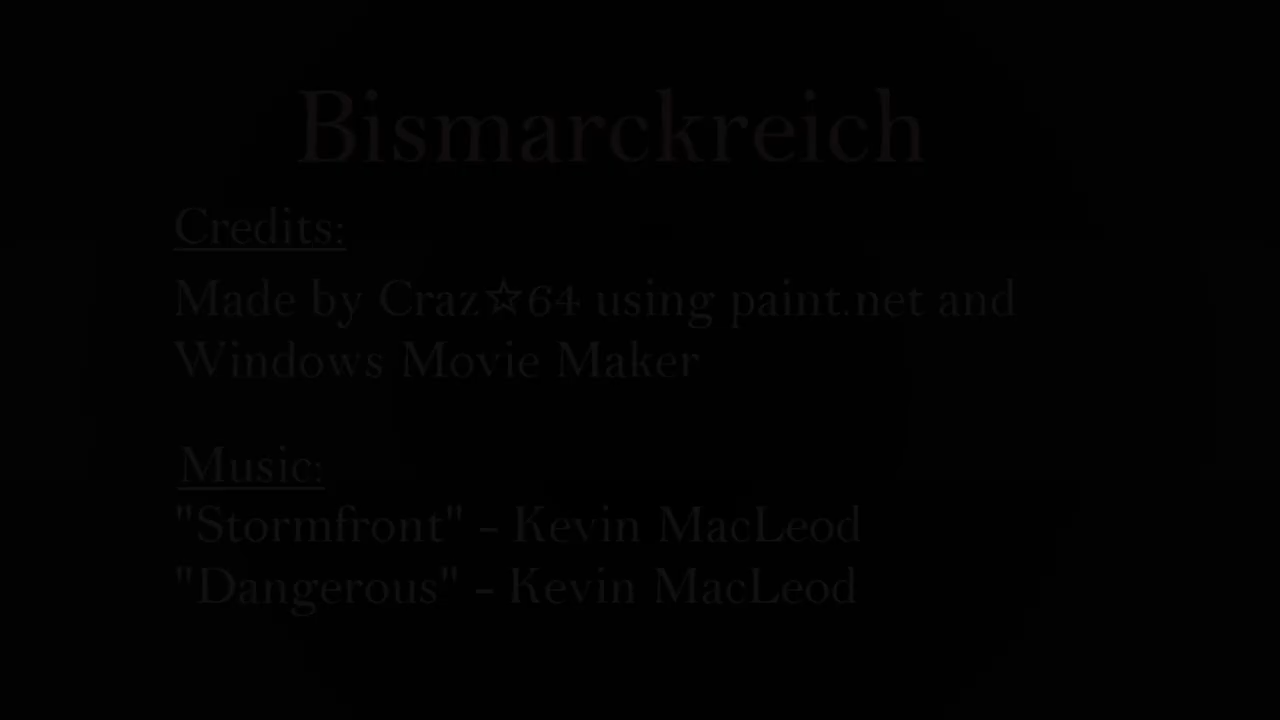 Bismarckreich
Credits:
Made by Craz☆64 using paint.net and
Windows Movie Maker
Music:
"Stormfront" - Kevin MacLeod
"Dangerous" - Kevin MacLeod